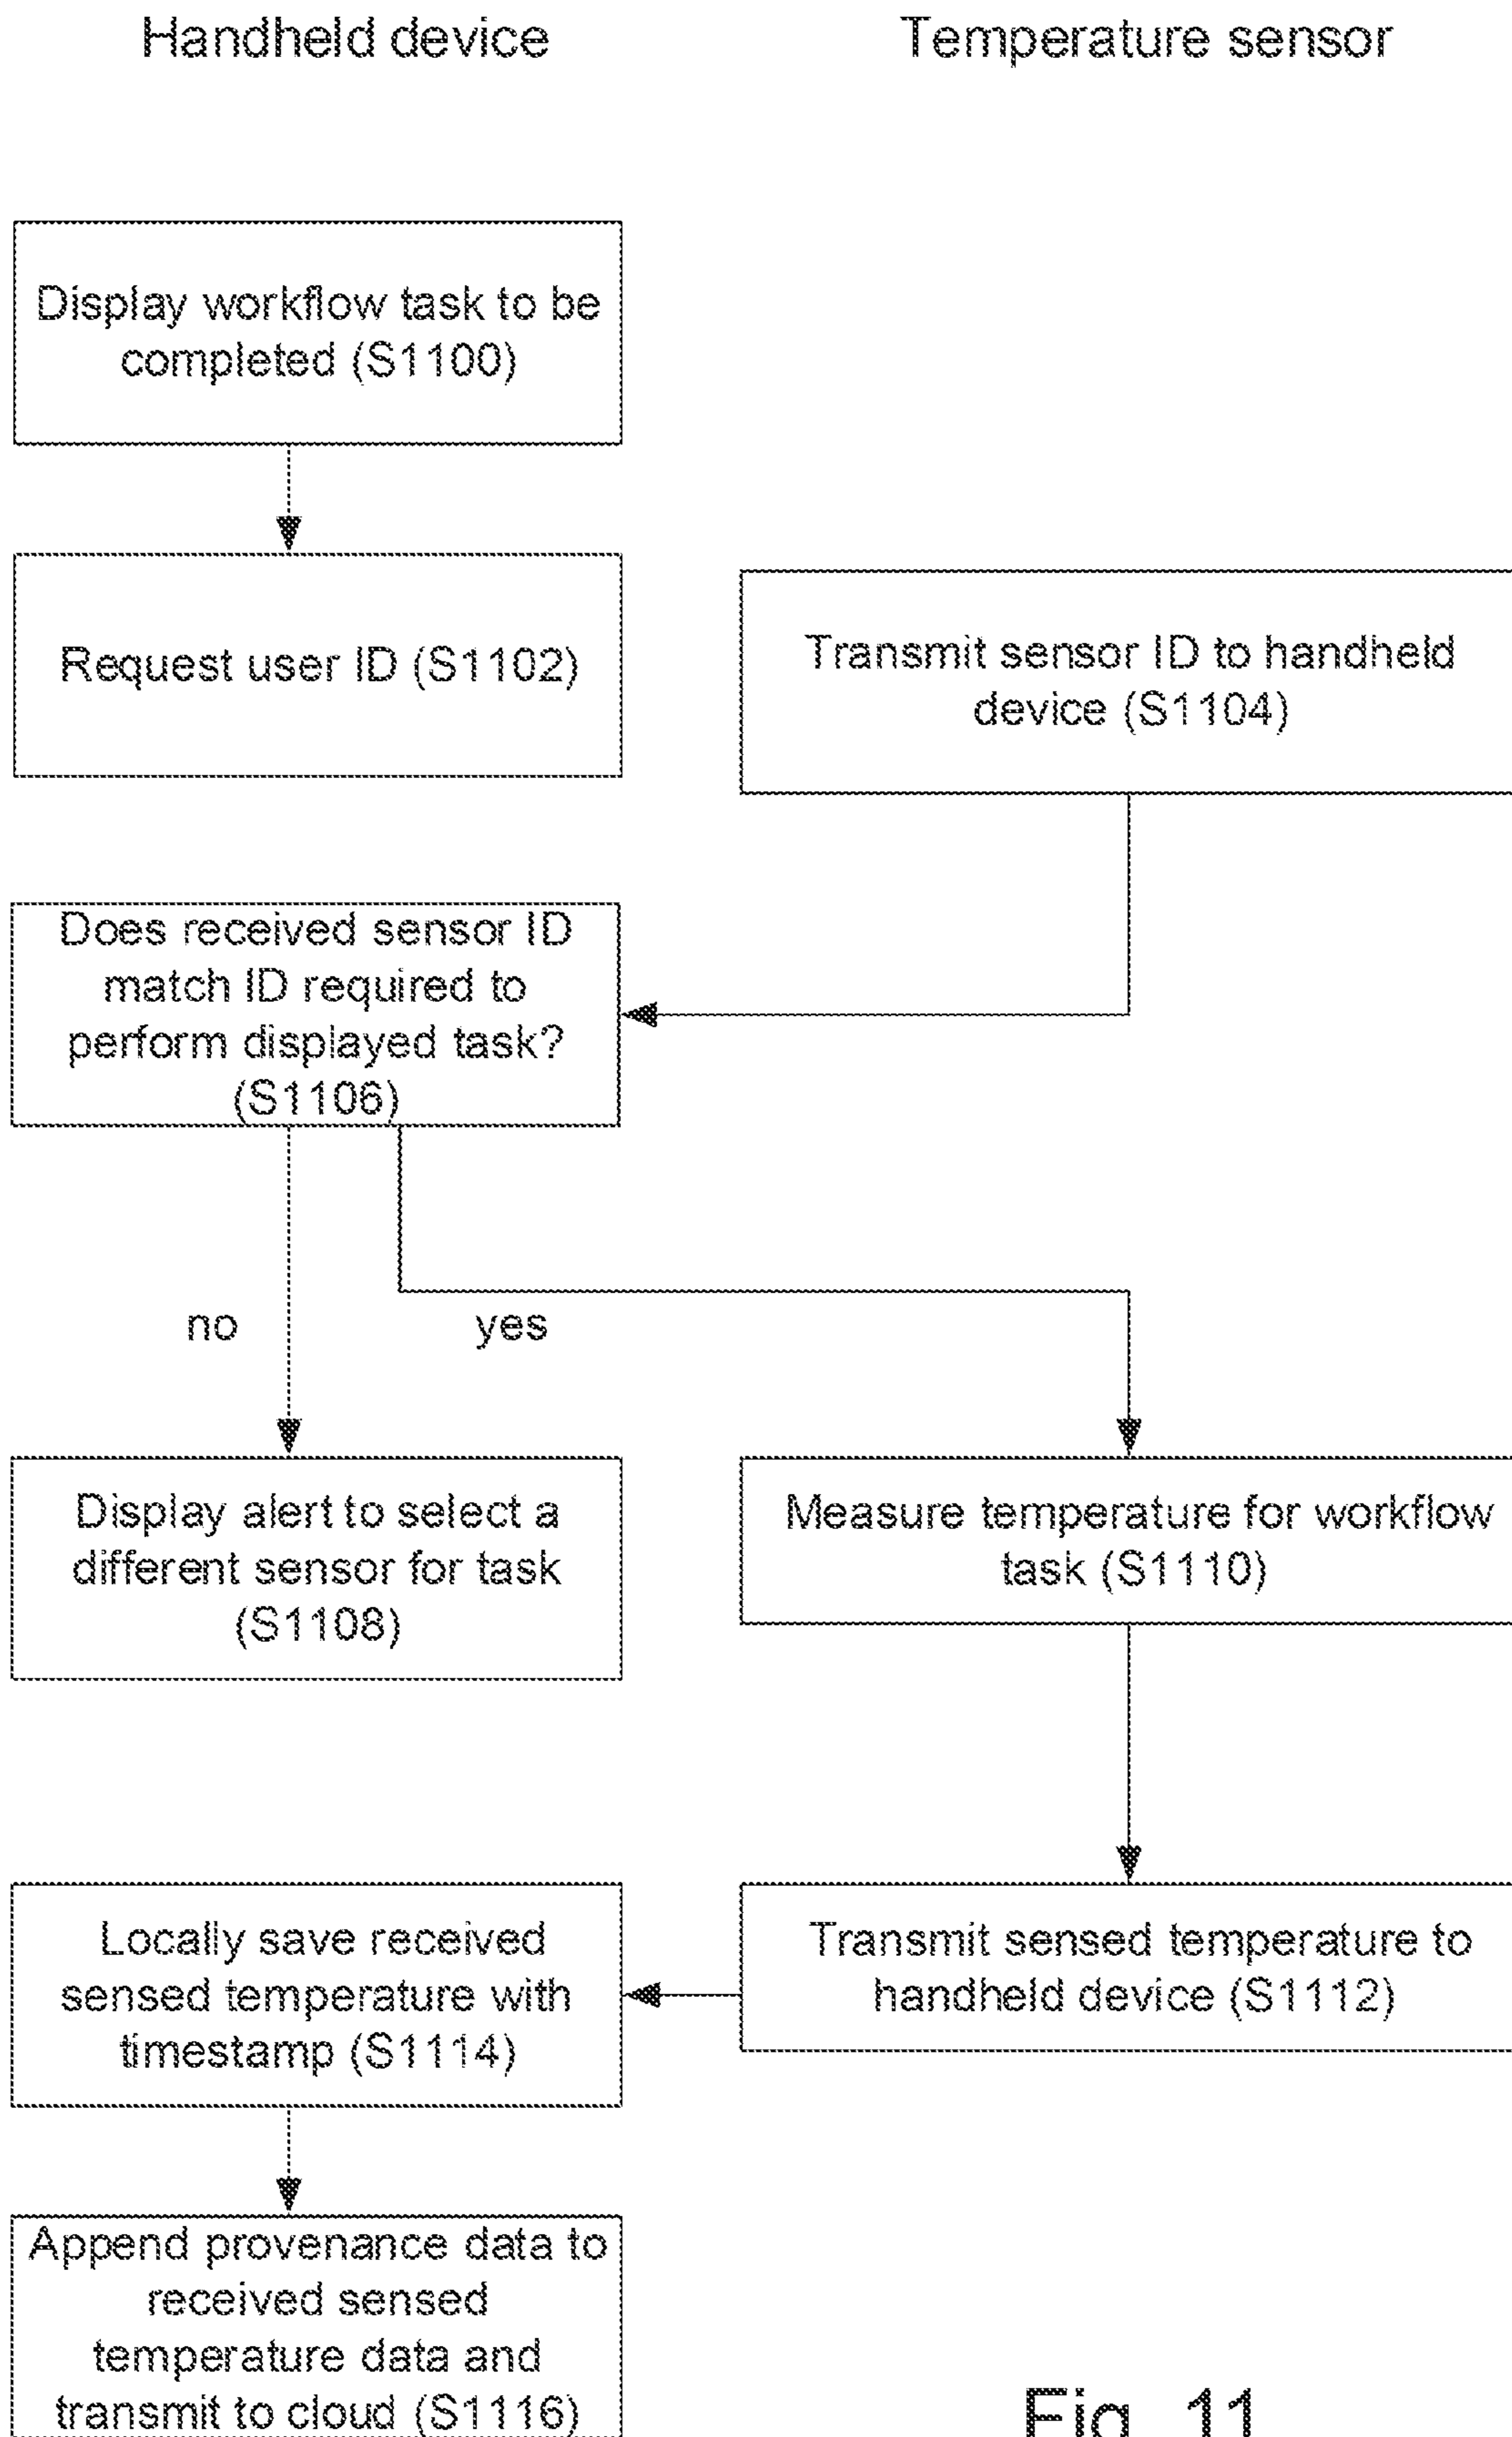 Handheld device
Temperature sensor
Display workflow task to be
completed (S1100)
Request user ID (S1102)
Transmit sensor ID to handheld
device (S1104)
Does received sensor ID
match ID required to
perform displayed task?
(S1106)
no
yes
Display alert to select a
different sensor for task
(S1108)
Measure temperature for workflow
task (S1110)
Locally save received
sensed temperature with
timestamp (S1114)
Transmit sensed temperature to
handheld device (S1112)
Append provenance data to
received sensed
temperature data and
transmit to cloud (S1116)
Fig. 11